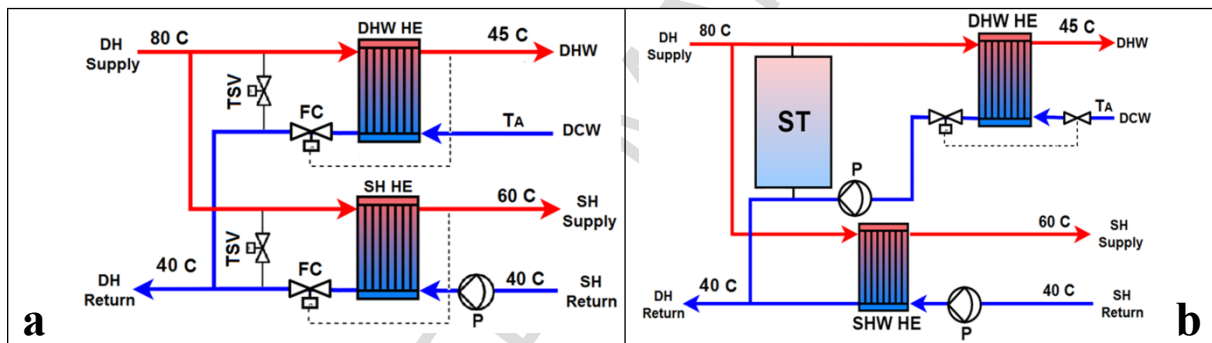 DHW HE
80 C
45 C
DH
Supply
DHW
TSV
FC
TA
DCW
SH HE
60 C
SH
Supply
TSV
FC
40 C
40 C
DH
Return
SH
Return
P
a
DHW HE
80 C
45 C
DH
Supply
DHW
ST
TA
DCW
P
60 C
SH
Supply
40 C
40 C
DH
Return
SH
Return
SHW HE
P
b